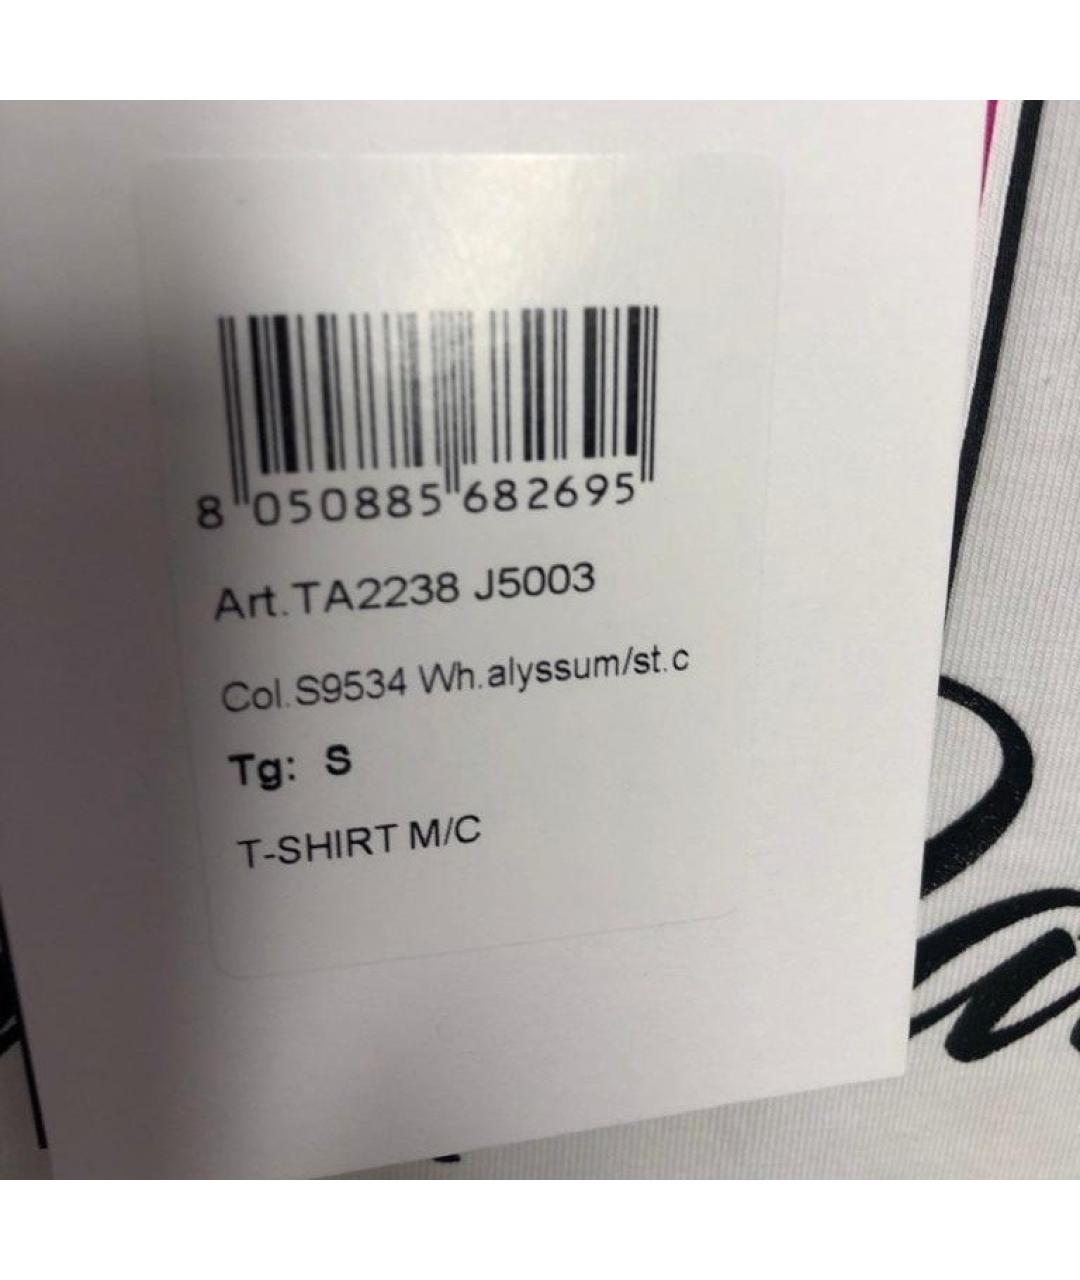 8 050885 682695
Art.TA2238 J5003
Col.S9534 Wh.alyssum/st.c
Tg: S
T-SHIRT M/C